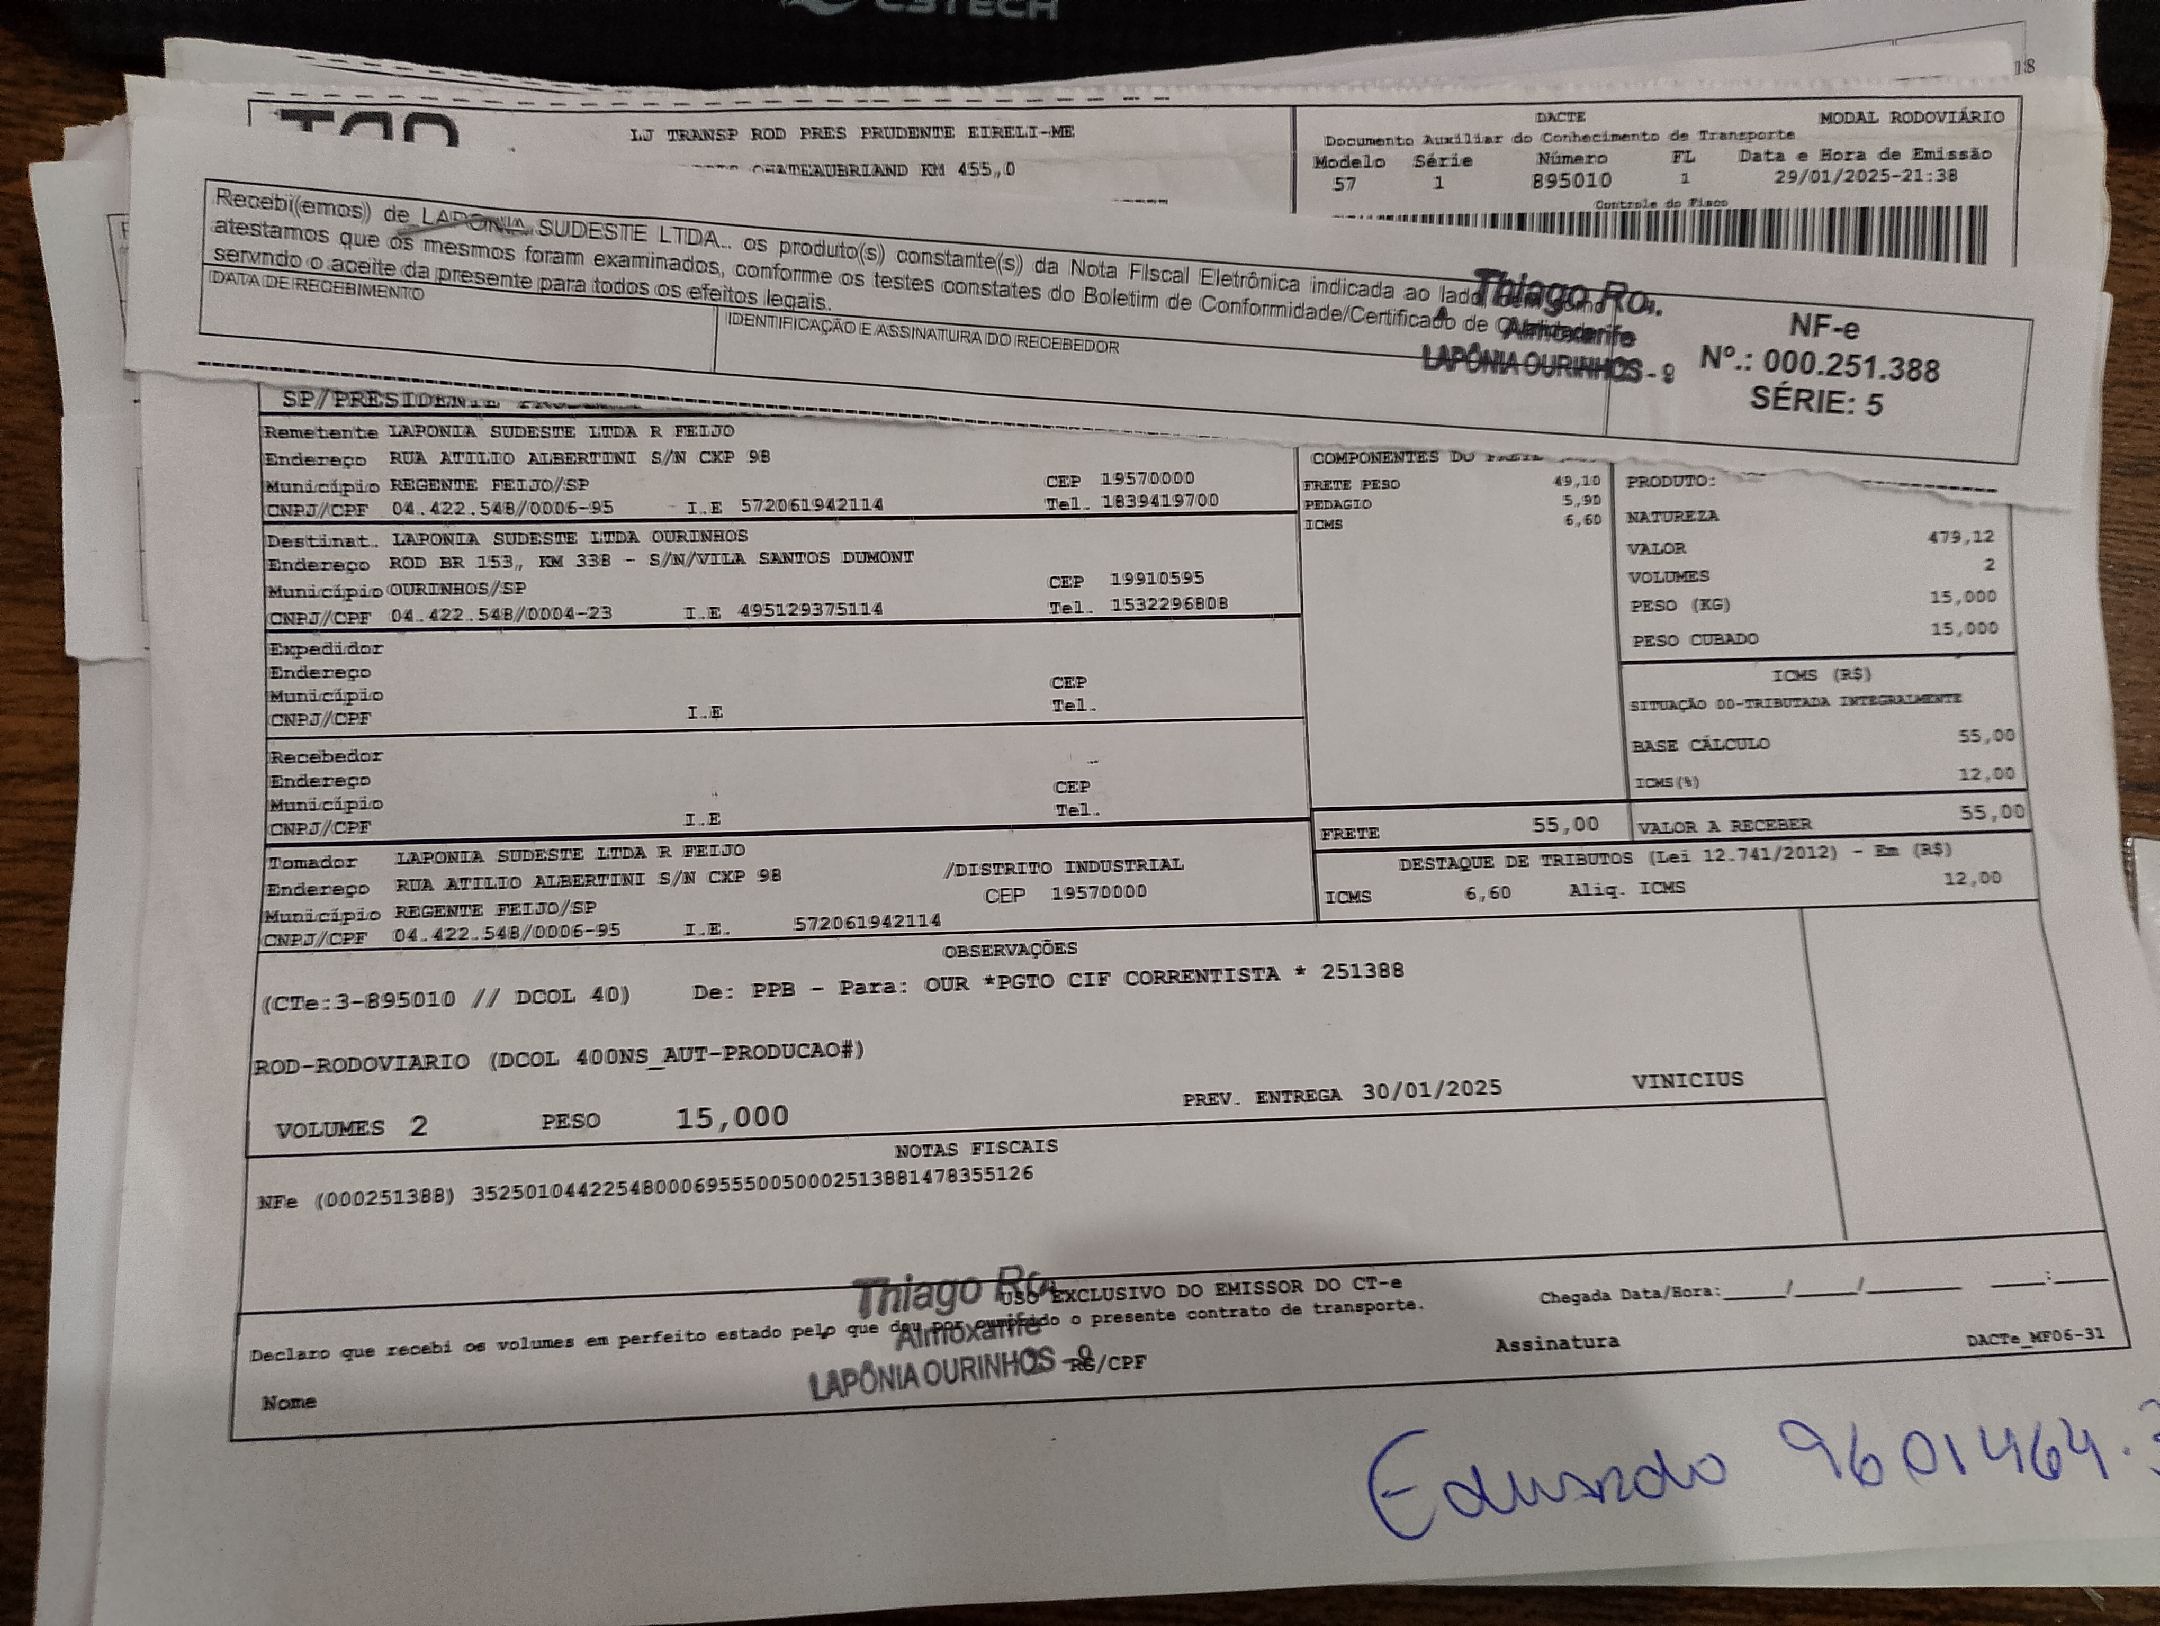 CSTECH
18
LJ TRANSP ROD PRES PRUDENTE EIRELI-ME
CHATEAUBRIAND KM 455,0
DACTE MODAL RODOVIÁRIO
Documento Auxiliar do Conhecimento de Transporte
Modelo Série Número FL Data e Hora de Emissão
57 1 895010 1 29/01/2025-21:38
Controle do Fisco
Recebi(emos) de LAPONIA SUDESTE LTDA.. os produto(s) constante(s) da Nota Fiscal Eletrônica indicada ao lado
atestamos que os mesmos foram examinados, conforme os testes constates do Boletim de Conformidade/Certificado de
servndo o aceite da presente para todos os efeitos legais.
DATA DE RECEBIMENTO
IDENTIFICAÇÃO E ASSINATURA DO RECEBEDOR
Thiago Ro.
Almoxarife
LAPÔNIA OURINHOS - 9
NF-e
Nº.: 000.251.388
SÉRIE: 5
SP/PRESIDENTE
Remetente LAPONIA SUDESTE LTDA R FEIJO
Endereço RUA ATILIO ALBERTINI S/N CXP 98
Município REGENTE FEIJO/SP CEP 19570000
CNPJ/CPF 04.422.548/0006-95 I.E 572061942114 Tel. 1839419700
Destinat. LAPONIA SUDESTE LTDA OURINHOS
Endereço ROD BR 153, KM 338 - S/N/VILA SANTOS DUMONT
Município OURINHOS/SP CEP 19910595
CNPJ/CPF 04.422.548/0004-23 I.E 495129375114 Tel. 1532296808
Expedidor
Endereço
Município CEP
CNPJ/CPF I.E Tel.
Recebedor
Endereço
Município CEP
CNPJ/CPF I.E Tel.
Tomador LAPONIA SUDESTE LTDA R FEIJO
Endereço RUA ATILIO ALBERTINI S/N CXP 98 /DISTRITO INDUSTRIAL
Município REGENTE FEIJO/SP CEP 19570000
CNPJ/CPF 04.422.548/0006-95 I.E. 572061942114
COMPONENTES DO
FRETE PESO 49,10
PEDAGIO 5,90
ICMS 6,60
PRODUTO:
NATUREZA
VALOR 479,12
VOLUMES 2
PESO (KG) 15,000
PESO CUBADO 15,000
ICMS (R$)
SITUAÇÃO 00-TRIBUTADA INTEGRALMENTE
BASE CÁLCULO 55,00
ICMS(%) 12,00
FRETE 55,00 VALOR A RECEBER 55,00
DESTAQUE DE TRIBUTOS (Lei 12.741/2012) - Em (R$)
ICMS 6,60 Aliq. ICMS 12,00
OBSERVAÇÕES
(CTe:3-895010 // DCOL 40) De: PPB - Para: OUR *PGTO CIF CORRENTISTA * 251388
ROD-RODOVIARIO (DCOL 400NS_AUT-PRODUCAO#)
VOLUMES 2 PESO 15,000 PREV. ENTREGA 30/01/2025 VINICIUS
NOTAS FISCAIS
NFe (000251388) 35250104422548000695550050002513881478355126
Thiago Ro.
Almoxarife
LAPÔNIA OURINHOS - 9
USO EXCLUSIVO DO EMISSOR DO CT-e
Declaro que recebi os volumes em perfeito estado pelo que dou por cumprido o presente contrato de transporte.
Chegada Data/Hora:_____/_____/________ ____:____
Nome RG/CPF Assinatura DACTe_MF06-31
Eduardo 9601464.